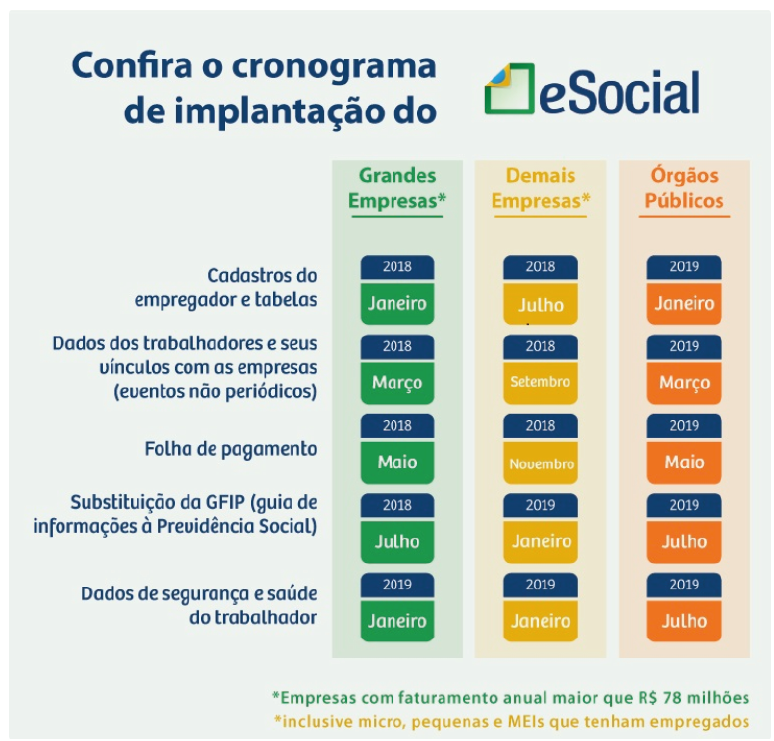 Confira o cronograma
de implantação do
eSocial
Grandes
Empresas*
Demais
Empresas*
Órgãos
Públicos
Cadastros do
empregador e tabelas
2018
Janeiro
2018
Julho
2019
Janeiro
Dados dos trabalhadores e seus
vínculos com as empresas
(eventos não periódicos)
2018
Março
2018
Setembro
2019
Março
Folha de pagamento
2018
Maio
2018
Novembro
2019
Maio
Substituição da GFIP (guia de
informações à Previdência Social)
2018
Julho
2019
Janeiro
2019
Julho
Dados de segurança e saúde
do trabalhador
2019
Janeiro
2019
Janeiro
2019
Julho
*Empresas com faturamento anual maior que R$ 78 milhões
*inclusive micro, pequenas e MEIs que tenham empregados